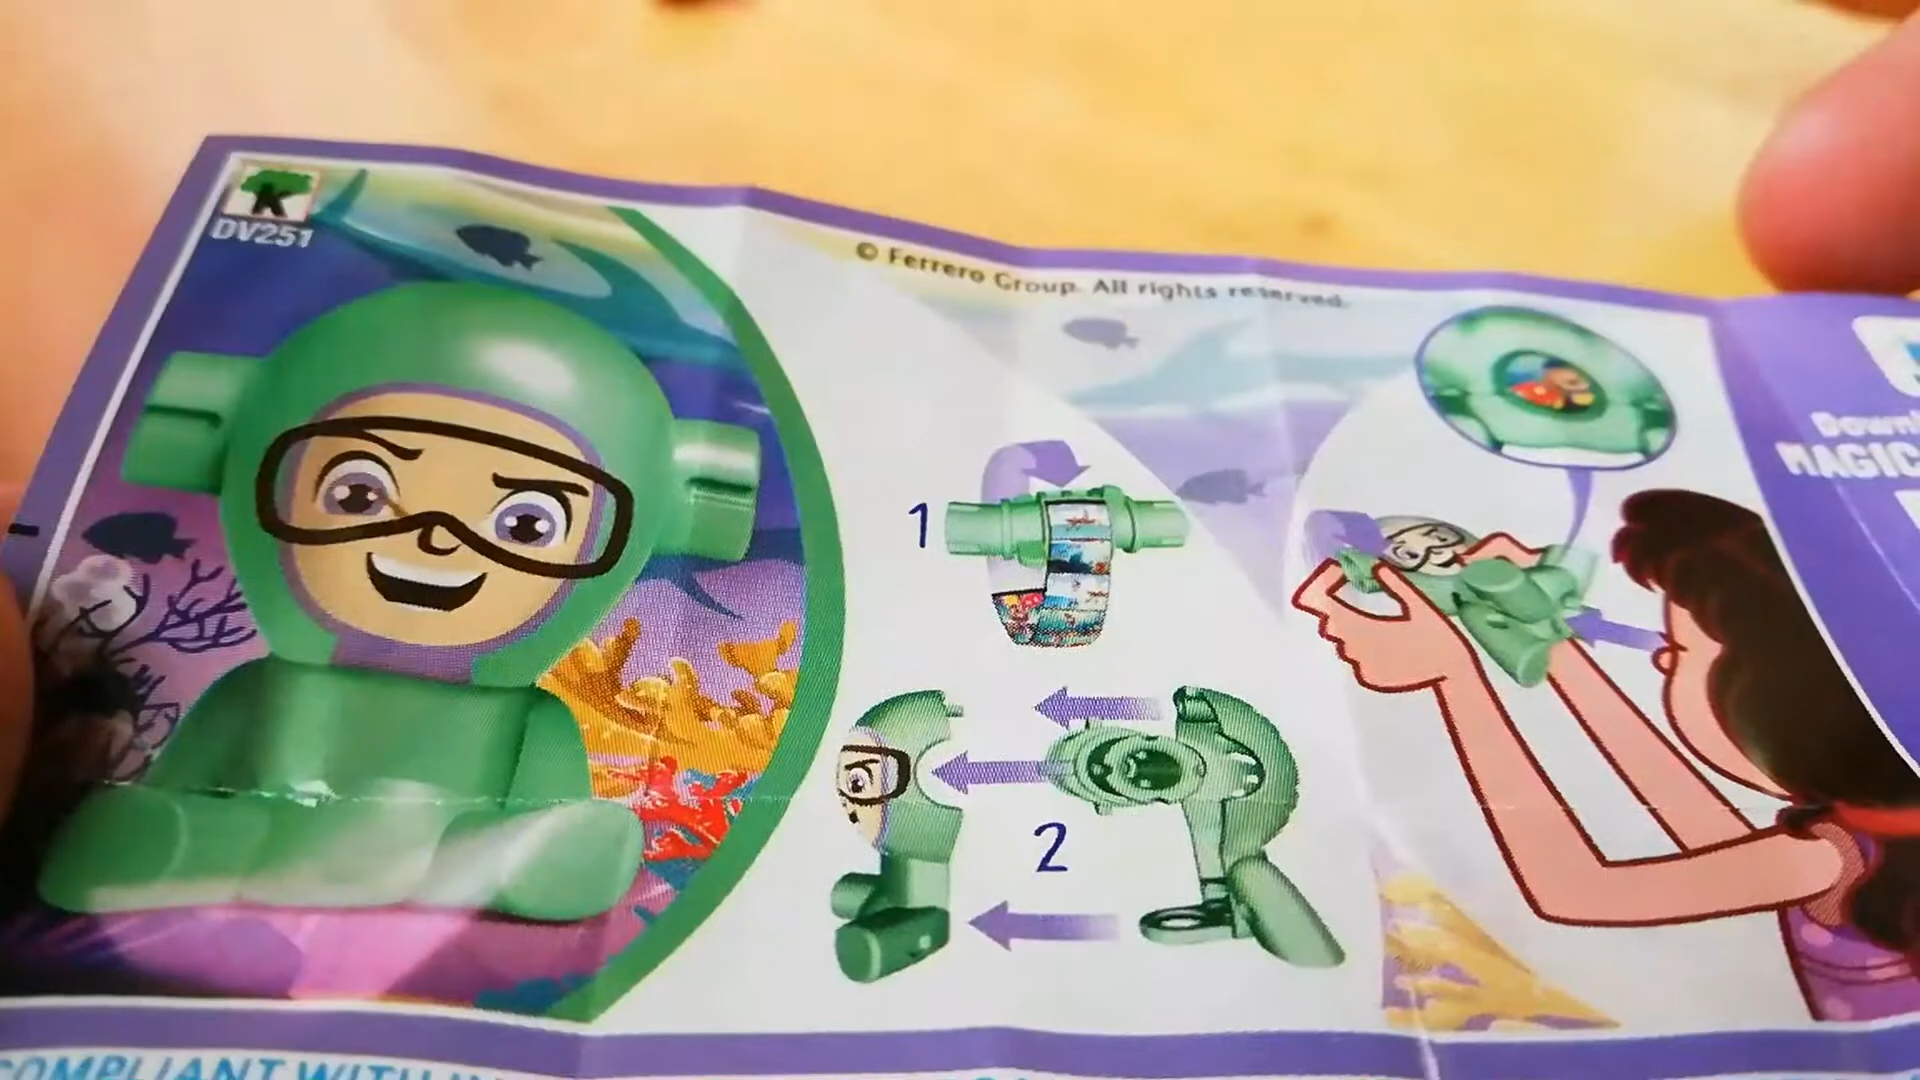 K
DV251
© Ferrero Group. All rights reserved.
1
2
MAGIC
COMPLIANT WITH